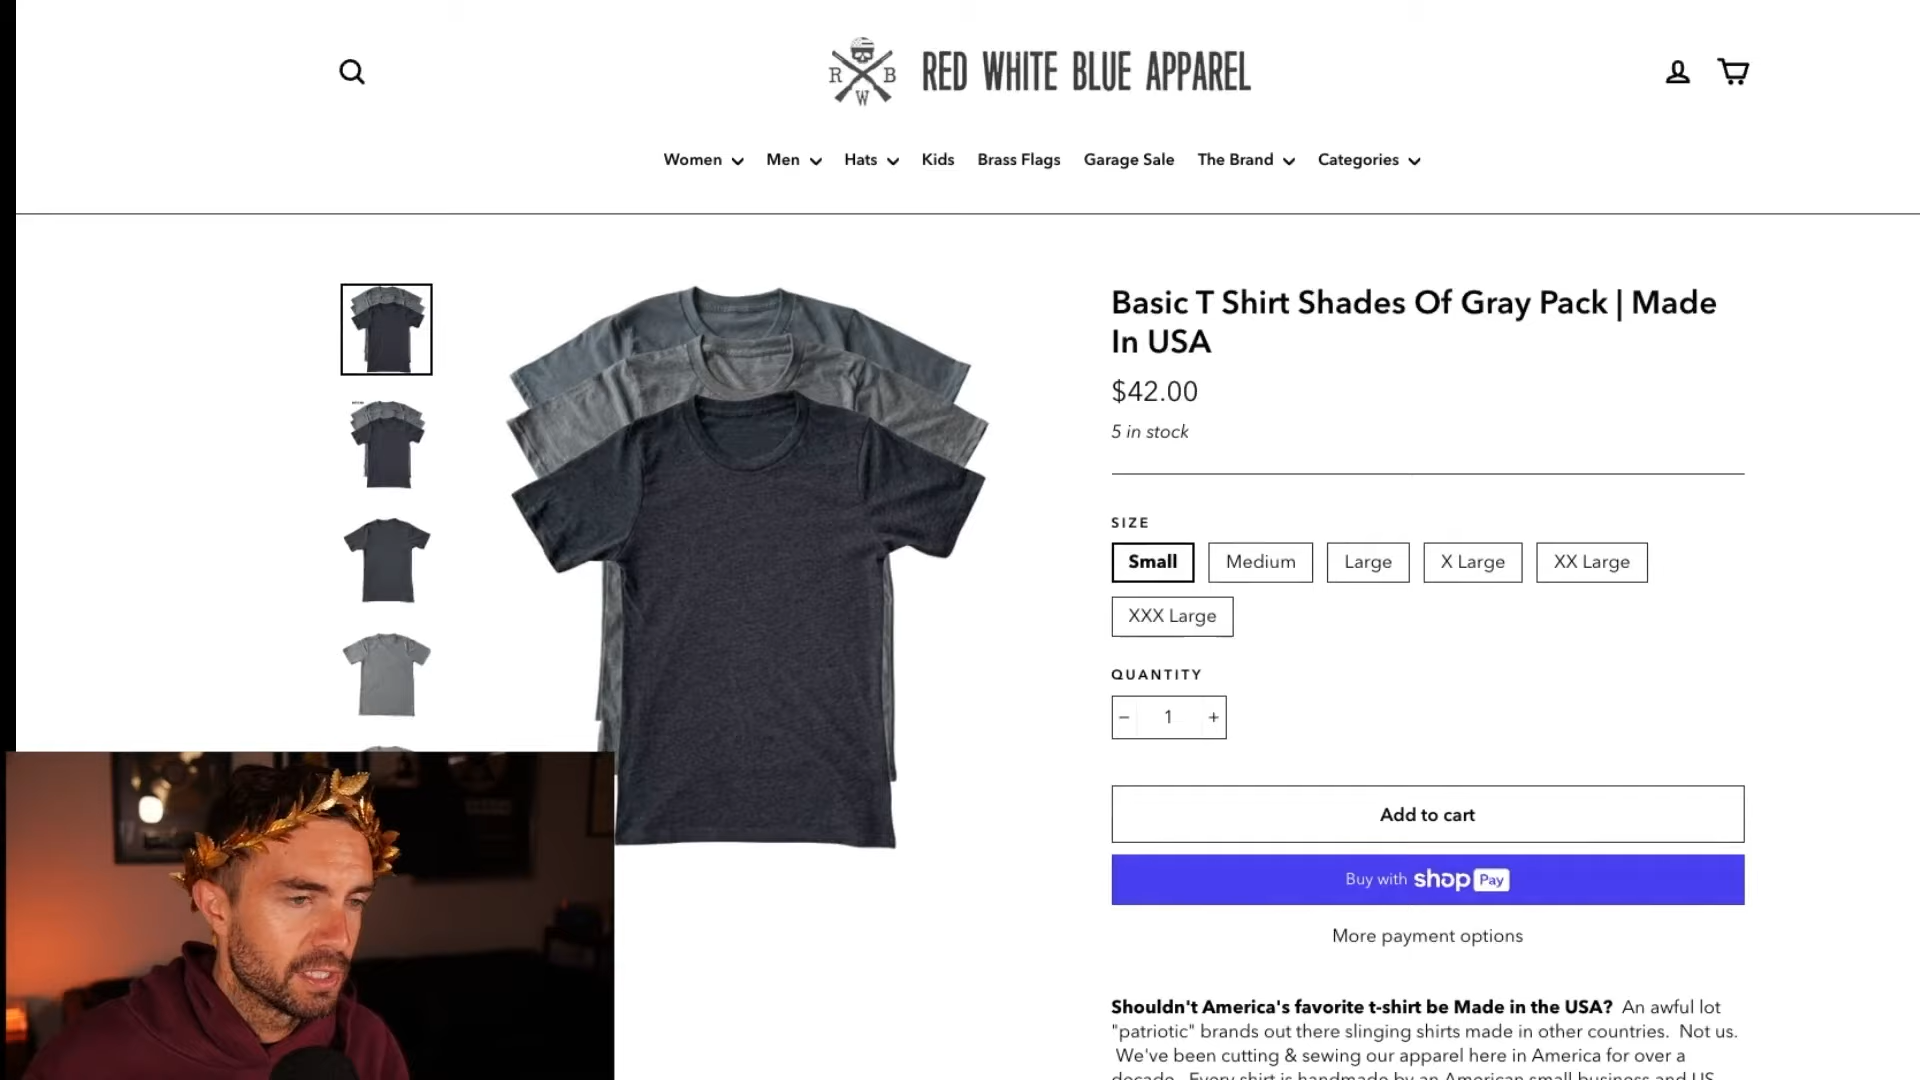 R B W
RED WHITE BLUE APPAREL
Women Men Hats Kids Brass Flags Garage Sale The Brand Categories
Basic T Shirt Shades Of Gray Pack | Made
In USA
$42.00
5 in stock
SIZE
Small Medium Large X Large XX Large
XXX Large
QUANTITY
− 1 +
Add to cart
Buy with shop Pay
More payment options
Shouldn't America's favorite t-shirt be Made in the USA? An awful lot
"patriotic" brands out there slinging shirts made in other countries. Not us.
We've been cutting & sewing our apparel here in America for over a
decade. Every shirt is handmade by an American small business and US